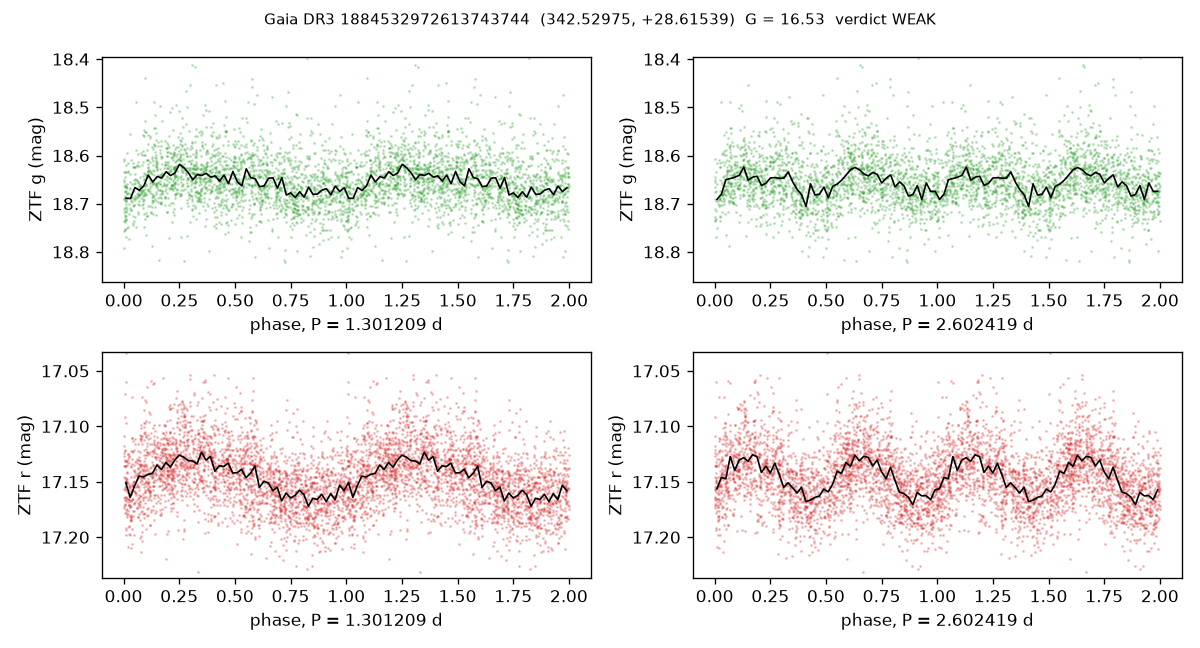 Gaia DR3 1884532972613743744 (342.52975, +28.61539) G = 16.53 verdict WEAK
18.4
18.5
18.6
18.7
18.8
ZTF g (mag)
0.00 0.25 0.50 0.75 1.00 1.25 1.50 1.75 2.00
phase, P = 1.301209 d
18.4
18.5
18.6
18.7
18.8
ZTF g (mag)
0.00 0.25 0.50 0.75 1.00 1.25 1.50 1.75 2.00
phase, P = 2.602419 d
17.05
17.10
17.15
17.20
ZTF r (mag)
0.00 0.25 0.50 0.75 1.00 1.25 1.50 1.75 2.00
phase, P = 1.301209 d
17.05
17.10
17.15
17.20
ZTF r (mag)
0.00 0.25 0.50 0.75 1.00 1.25 1.50 1.75 2.00
phase, P = 2.602419 d